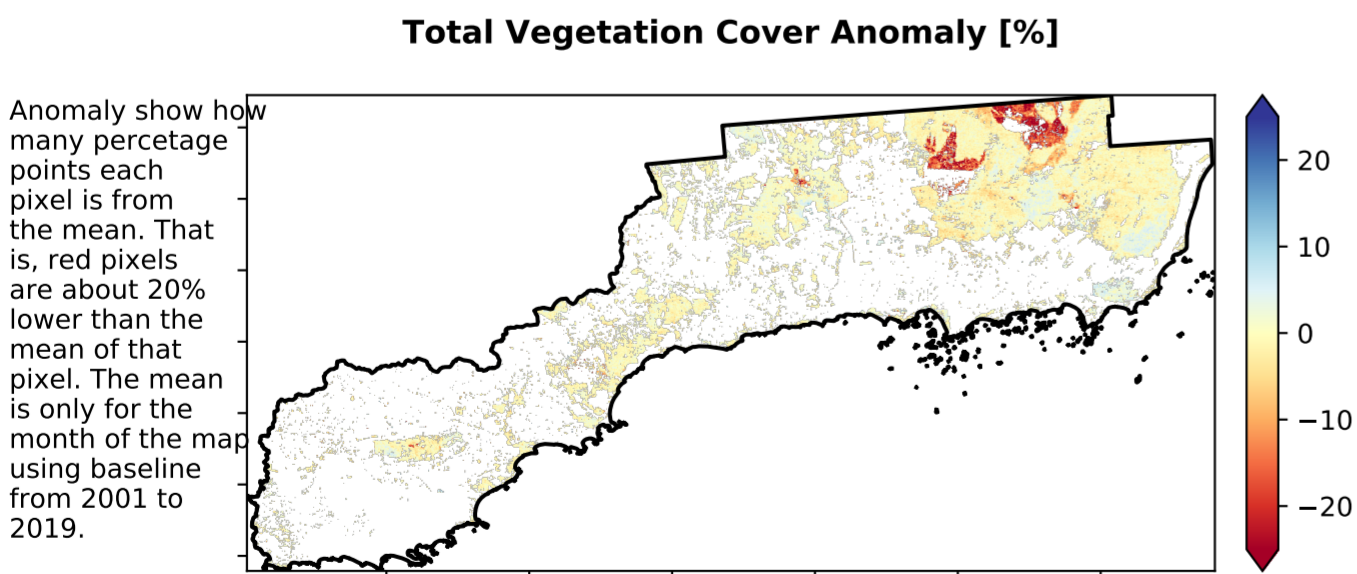 Total Vegetation Cover Anomaly [%]
Anomaly show how
many percetage
points each
pixel is from
the mean. That
is, red pixels
are about 20%
lower than the
mean of that
pixel. The mean
is only for the
month of the map
using baseline
from 2001 to
2019.
20
10
0
−10
−20